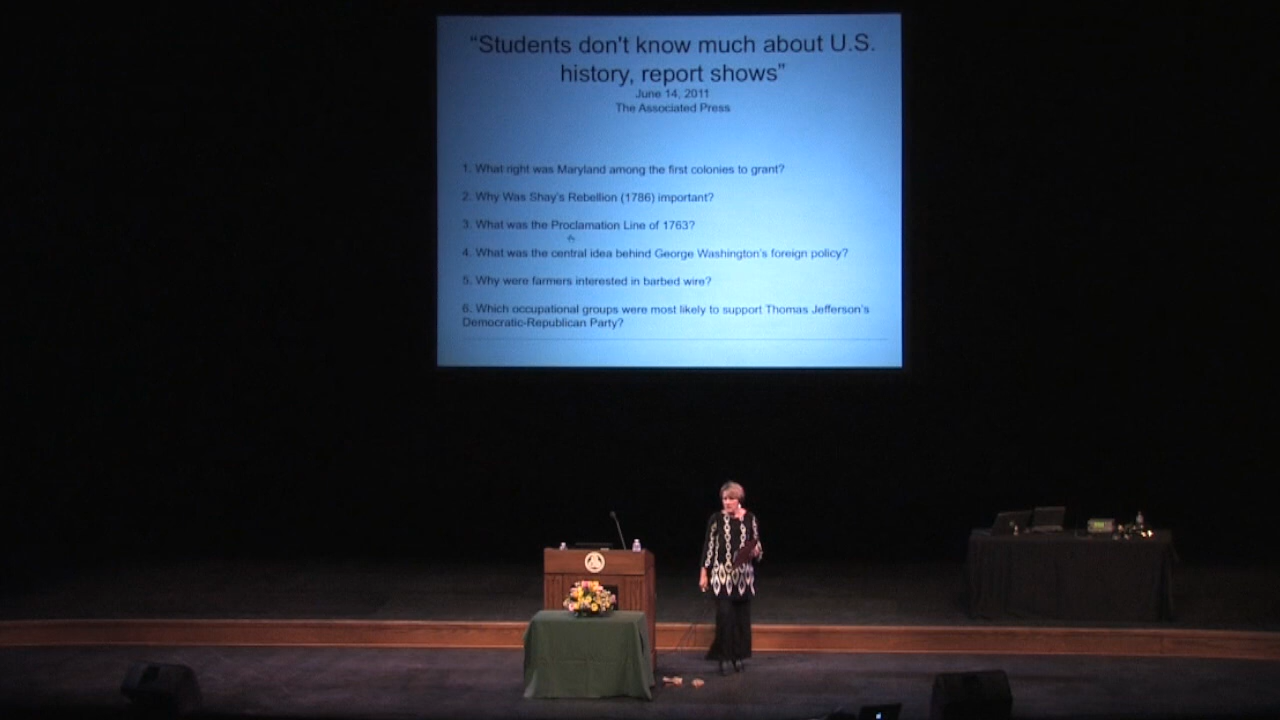 “Students don't know much about U.S.
history, report shows”
June 14, 2011
The Associated Press
1. What right was Maryland among the first colonies to grant?
2. Why Was Shay's Rebellion (1786) important?
3. What was the Proclamation Line of 1763?
4. What was the central idea behind George Washington's foreign policy?
5. Why were farmers interested in barbed wire?
6. Which occupational groups were most likely to support Thomas Jefferson's
Democratic-Republican Party?